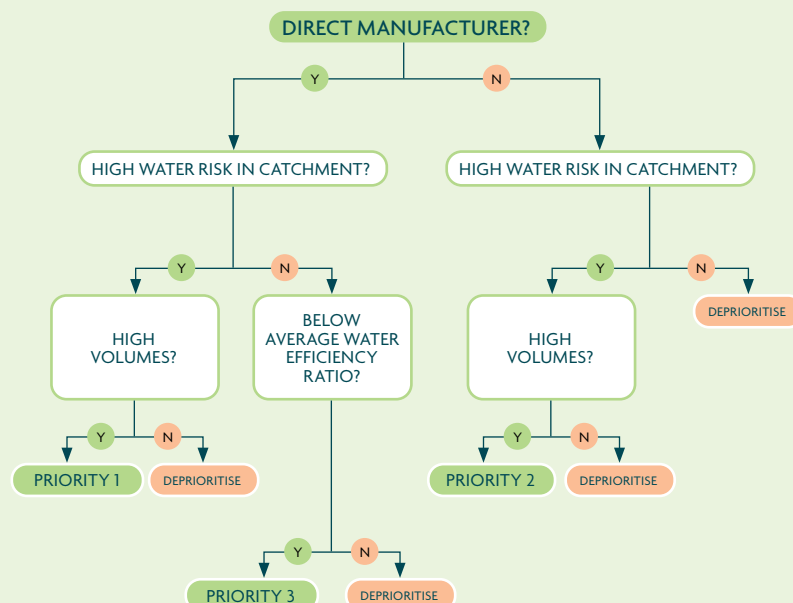 DIRECT MANUFACTURER?
Y
N
HIGH WATER RISK IN CATCHMENT?
HIGH WATER RISK IN CATCHMENT?
Y
N
Y
N
HIGH
VOLUMES?
BELOW
AVERAGE WATER
EFFICIENCY
RATIO?
HIGH
VOLUMES?
DEPRIORITISE
Y
N
Y
N
PRIORITY 1
DEPRIORITISE
PRIORITY 2
DEPRIORITISE
Y
N
PRIORITY 3
DEPRIORITISE